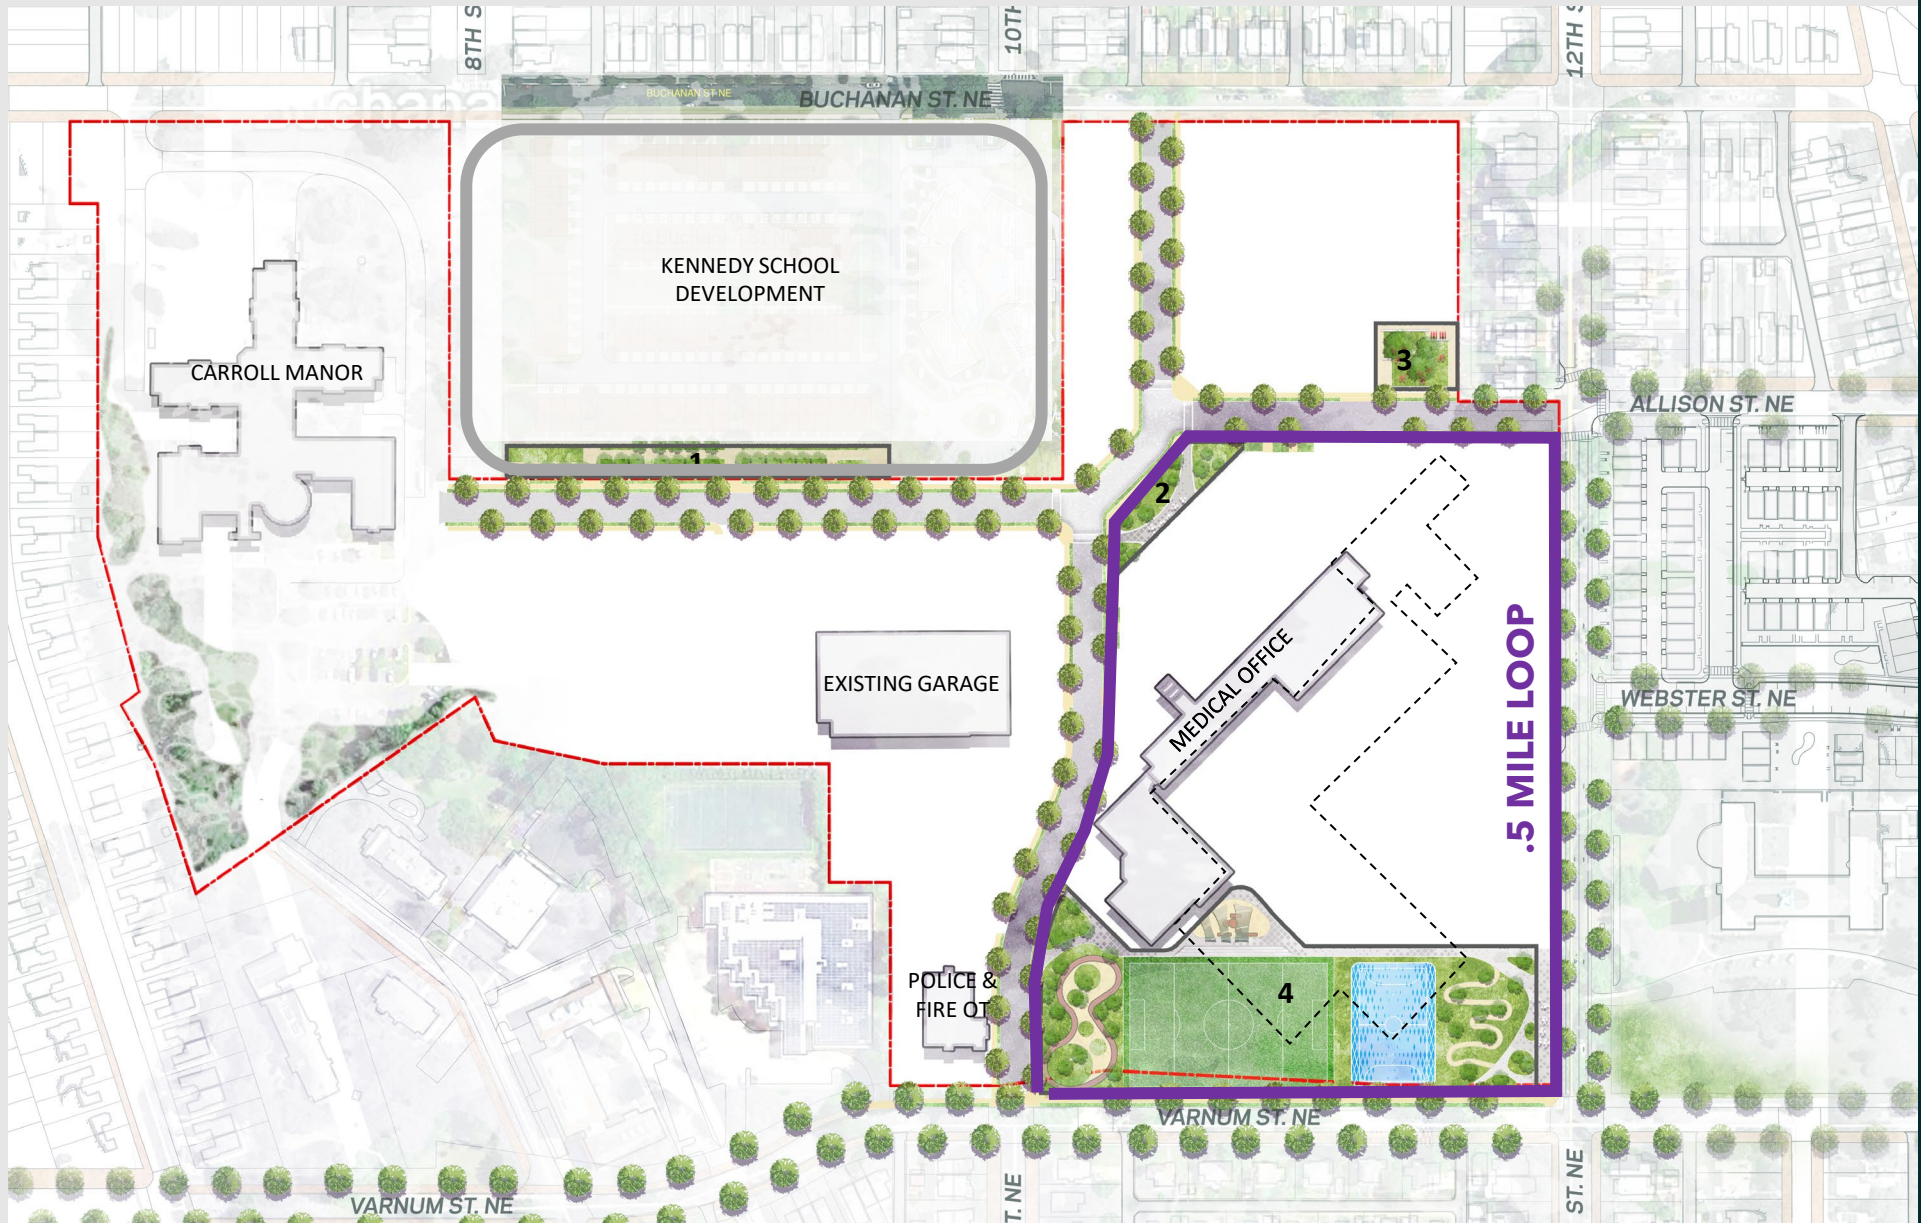 8TH S
10TH
12TH S
BUCHANAN ST NE
BUCHANAN ST. NE
KENNEDY SCHOOL
DEVELOPMENT
CARROLL MANOR
3
ALLISON ST. NE
1
2
EXISTING GARAGE
MEDICAL OFFICE
.5 MILE LOOP
WEBSTER ST. NE
POLICE &
FIRE OT
4
VARNUM ST. NE
VARNUM ST. NE
T. NE
ST. NE